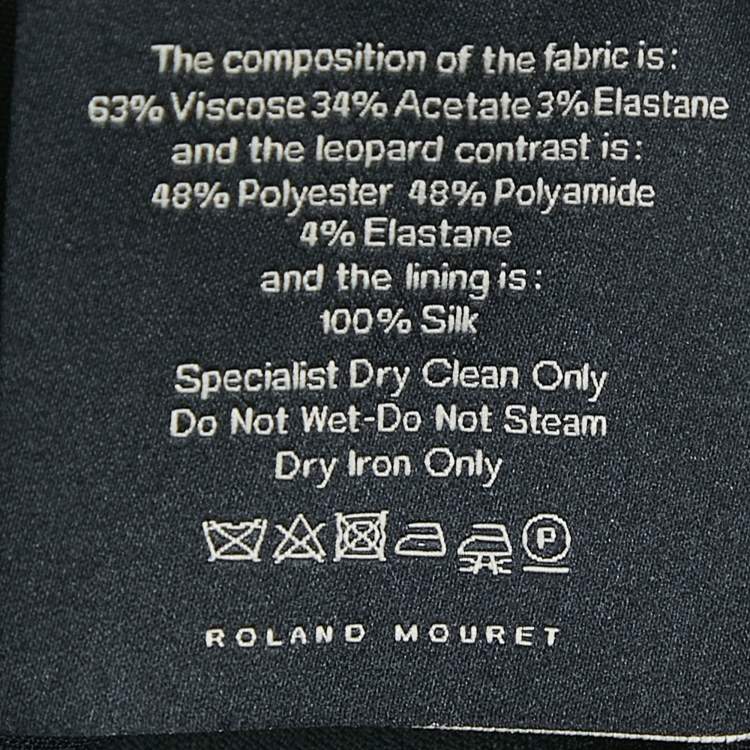 The composition of the fabric is:
63% Viscose 34% Acetate 3% Elastane
and the leopard contrast is:
48% Polyester 48% Polyamide
4% Elastane
and the lining is:
100% Silk
Specialist Dry Clean Only
Do Not Wet-Do Not Steam
Dry Iron Only
P
ROLAND MOURET